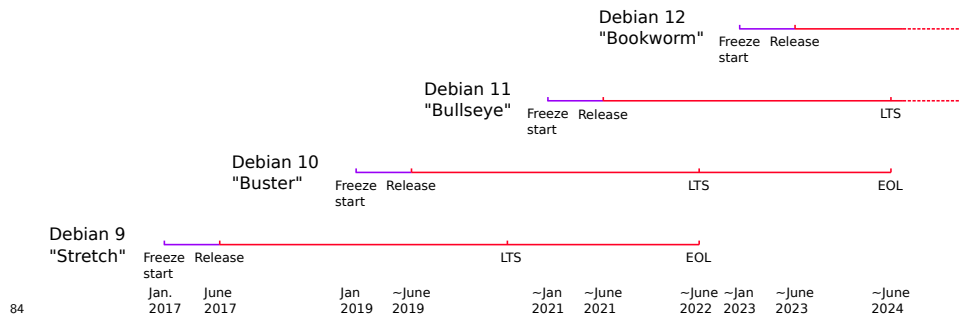 Debian 12
"Bookworm"
Freeze
start
Release
Debian 11
"Bullseye"
Freeze
start
Release
LTS
Debian 10
"Buster"
Freeze
start
Release
LTS
EOL
Debian 9
"Stretch"
Freeze
start
Release
LTS
EOL
Jan.
2017
June
2017
Jan
2019
~June
2019
~Jan
2021
~June
2021
~June
2022
~Jan
2023
~June
2023
~June
2024
84